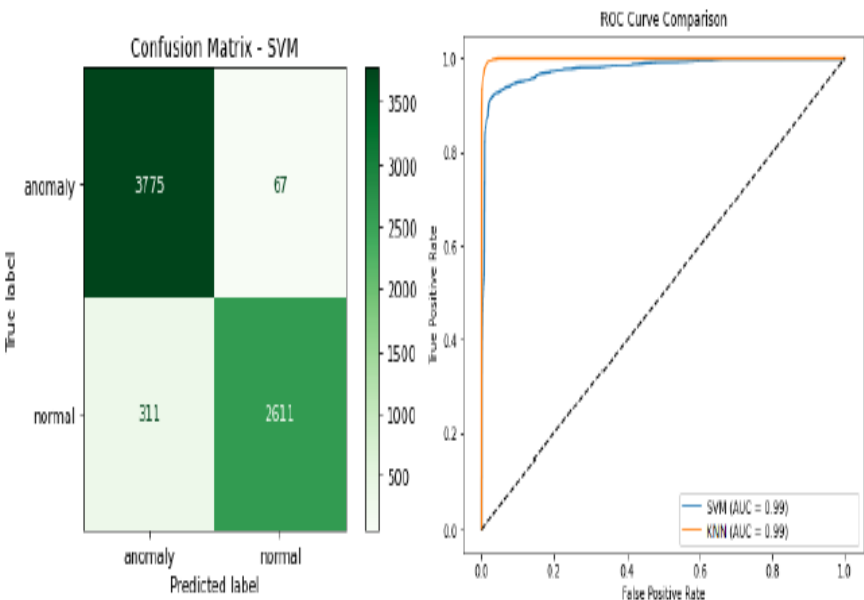 Confusion Matrix - SVM
True label
anomaly
normal
3775
67
311
2611
anomaly
normal
Predicted label
3500
3000
2500
2000
1500
1000
500
ROC Curve Comparison
True Positive Rate
1.0
0.8
0.6
0.4
0.2
0.0
0.0
0.2
0.4
0.6
0.8
1.0
False Positive Rate
SVM (AUC = 0.99)
KNN (AUC = 0.99)